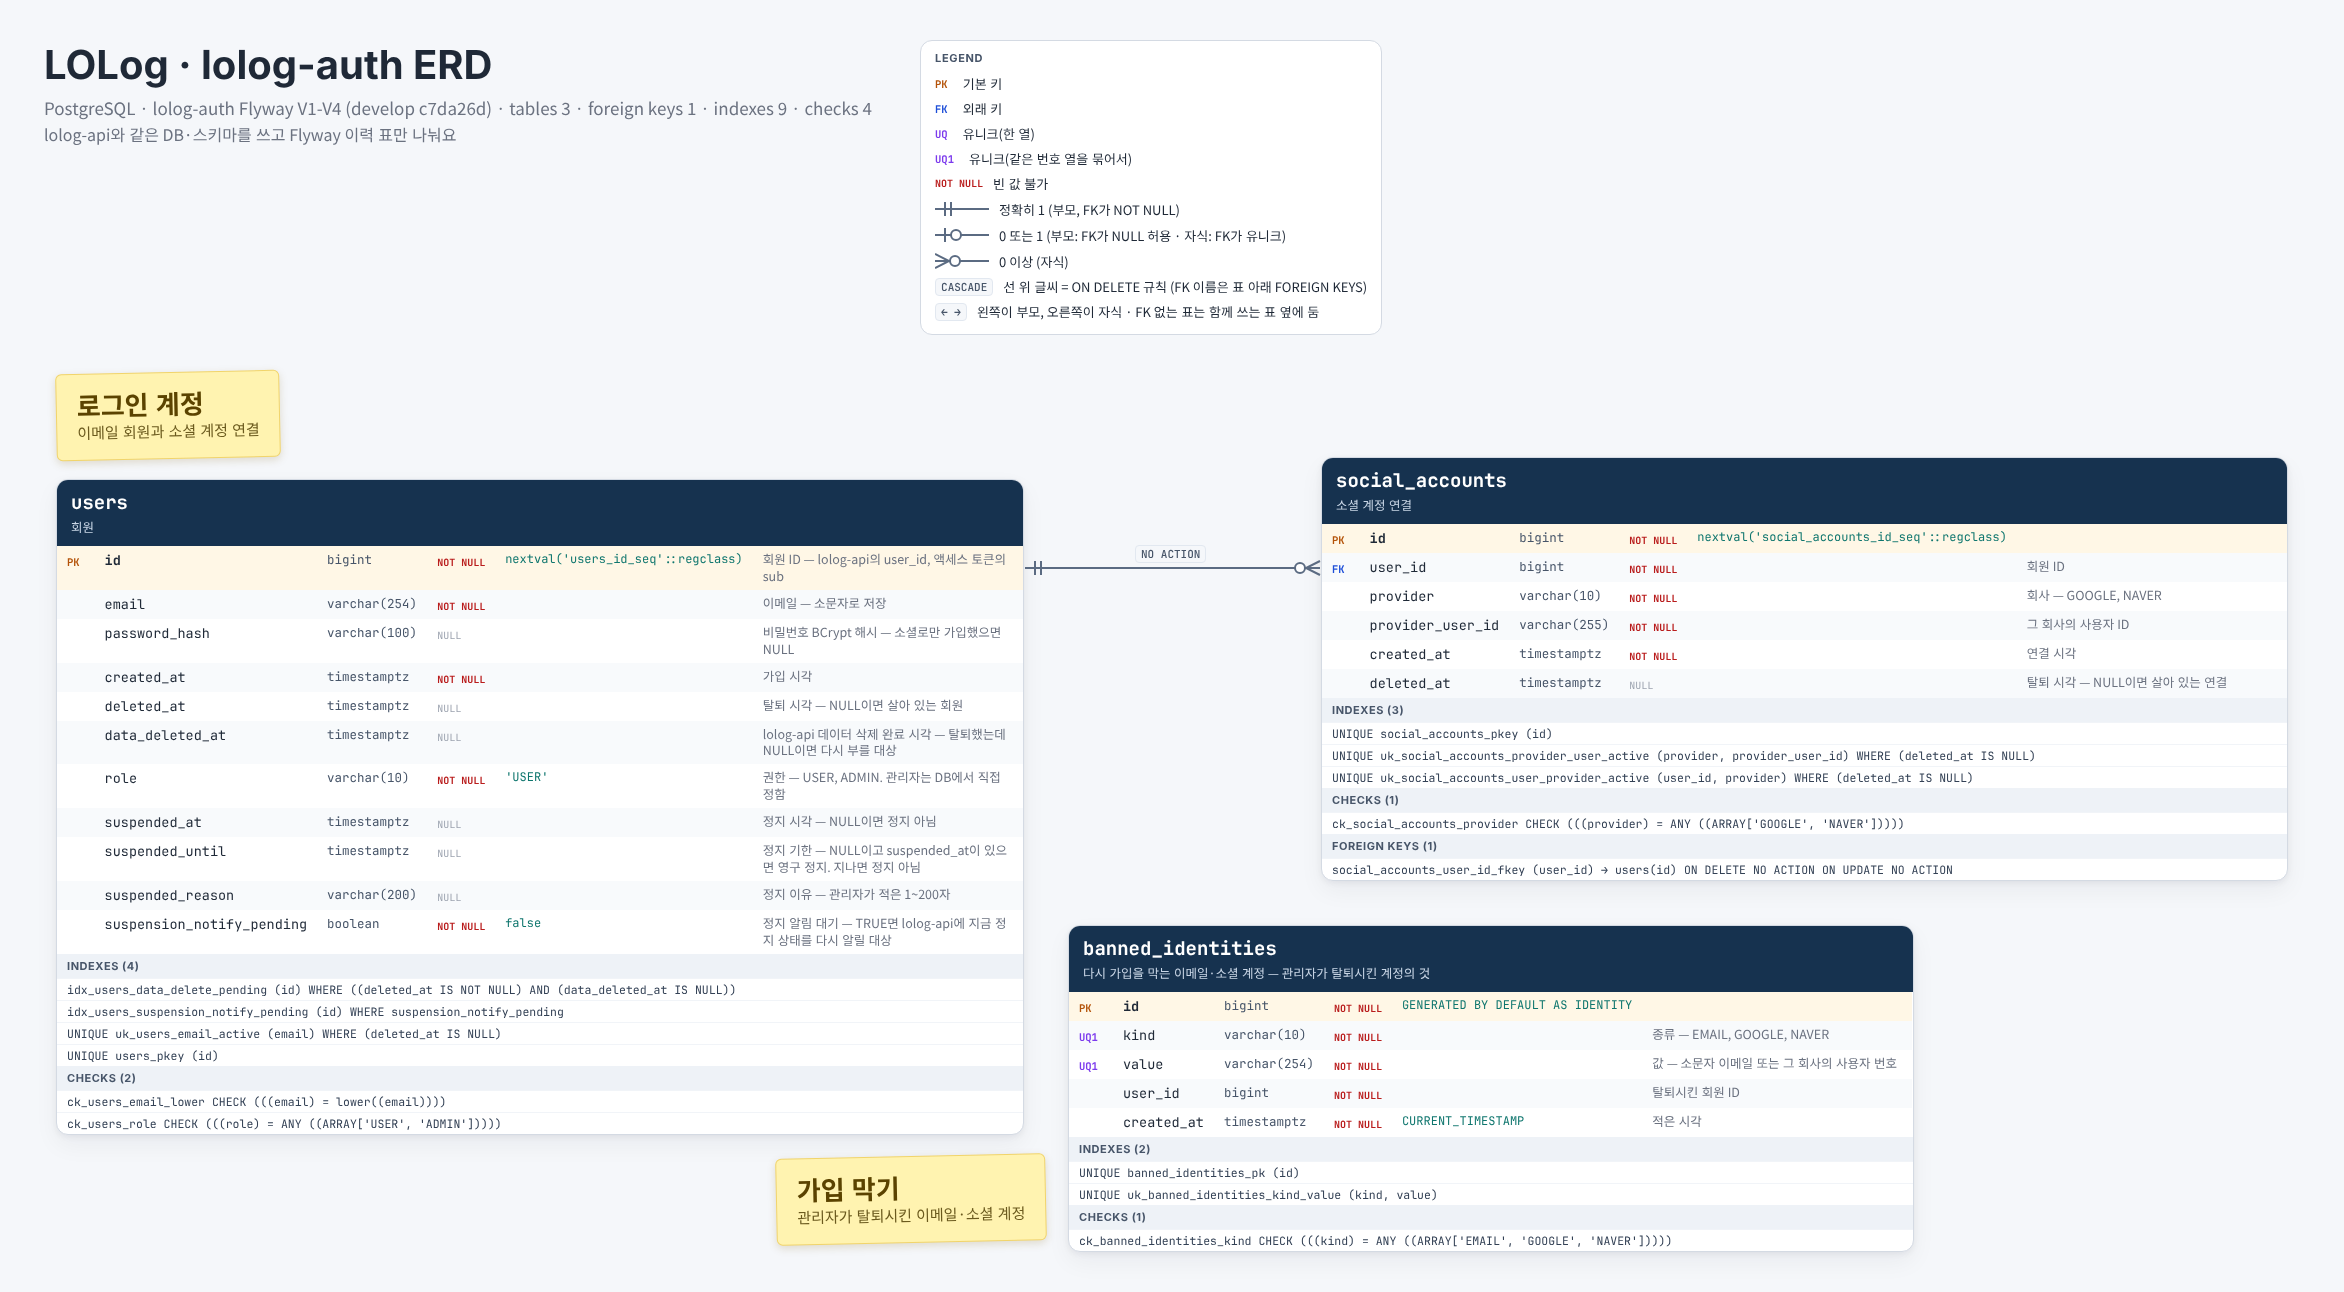 LOLog · lolog-auth ERD
PostgreSQL · lolog-auth Flyway V1-V4 (develop c7da26d) · tables 3 · foreign keys 1 · indexes 9 · checks 4
lolog-api와 같은 DB·스키마를 쓰고 Flyway 이력 표만 나눠요
LEGEND
PK 기본 키
FK 외래 키
UQ 유니크(한 열)
UQ1 유니크(같은 번호 열을 묶어서)
NOT NULL 빈 값 불가
정확히 1 (부모, FK가 NOT NULL)
0 또는 1 (부모: FK가 NULL 허용 · 자식: FK가 유니크)
0 이상 (자식)
CASCADE 선 위 글씨 = ON DELETE 규칙 (FK 이름은 표 아래 FOREIGN KEYS)
← → 왼쪽이 부모, 오른쪽이 자식 · FK 없는 표는 함께 쓰는 표 옆에 둠
로그인 계정
이메일 회원과 소셜 계정 연결
users
회원
PK id bigint NOT NULL nextval('users_id_seq'::regclass) 회원 ID — lolog-api의 user_id, 액세스 토큰의
sub
email varchar(254) NOT NULL 이메일 — 소문자로 저장
password_hash varchar(100) NULL 비밀번호 BCrypt 해시 — 소셜로만 가입했으면
NULL
created_at timestamptz NOT NULL 가입 시각
deleted_at timestamptz NULL 탈퇴 시각 — NULL이면 살아 있는 회원
data_deleted_at timestamptz NULL lolog-api 데이터 삭제 완료 시각 — 탈퇴했는데
NULL이면 다시 부를 대상
role varchar(10) NOT NULL 'USER' 권한 — USER, ADMIN. 관리자는 DB에서 직접
정함
suspended_at timestamptz NULL 정지 시각 — NULL이면 정지 아님
suspended_until timestamptz NULL 정지 기한 — NULL이고 suspended_at이 있으
면 영구 정지. 지나면 정지 아님
suspended_reason varchar(200) NULL 정지 이유 — 관리자가 적은 1~200자
suspension_notify_pending boolean NOT NULL false 정지 알림 대기 — TRUE면 lolog-api에 지금 정
지 상태를 다시 알릴 대상
INDEXES (4)
idx_users_data_delete_pending (id) WHERE ((deleted_at IS NOT NULL) AND (data_deleted_at IS NULL))
idx_users_suspension_notify_pending (id) WHERE suspension_notify_pending
UNIQUE uk_users_email_active (email) WHERE (deleted_at IS NULL)
UNIQUE users_pkey (id)
CHECKS (2)
ck_users_email_lower CHECK (((email) = lower((email))))
ck_users_role CHECK (((role) = ANY ((ARRAY['USER', 'ADMIN']))))
NO ACTION
social_accounts
소셜 계정 연결
PK id bigint NOT NULL nextval('social_accounts_id_seq'::regclass)
FK user_id bigint NOT NULL 회원 ID
provider varchar(10) NOT NULL 회사 — GOOGLE, NAVER
provider_user_id varchar(255) NOT NULL 그 회사의 사용자 ID
created_at timestamptz NOT NULL 연결 시각
deleted_at timestamptz NULL 탈퇴 시각 — NULL이면 살아 있는 연결
INDEXES (3)
UNIQUE social_accounts_pkey (id)
UNIQUE uk_social_accounts_provider_user_active (provider, provider_user_id) WHERE (deleted_at IS NULL)
UNIQUE uk_social_accounts_user_provider_active (user_id, provider) WHERE (deleted_at IS NULL)
CHECKS (1)
ck_social_accounts_provider CHECK (((provider) = ANY ((ARRAY['GOOGLE', 'NAVER']))))
FOREIGN KEYS (1)
social_accounts_user_id_fkey (user_id) → users(id) ON DELETE NO ACTION ON UPDATE NO ACTION
가입 막기
관리자가 탈퇴시킨 이메일·소셜 계정
banned_identities
다시 가입을 막는 이메일·소셜 계정 — 관리자가 탈퇴시킨 계정의 것
PK id bigint NOT NULL GENERATED BY DEFAULT AS IDENTITY
UQ1 kind varchar(10) NOT NULL 종류 — EMAIL, GOOGLE, NAVER
UQ1 value varchar(254) NOT NULL 값 — 소문자 이메일 또는 그 회사의 사용자 번호
user_id bigint NOT NULL 탈퇴시킨 회원 ID
created_at timestamptz NOT NULL CURRENT_TIMESTAMP 적은 시각
INDEXES (2)
UNIQUE banned_identities_pk (id)
UNIQUE uk_banned_identities_kind_value (kind, value)
CHECKS (1)
ck_banned_identities_kind CHECK (((kind) = ANY ((ARRAY['EMAIL', 'GOOGLE', 'NAVER']))))